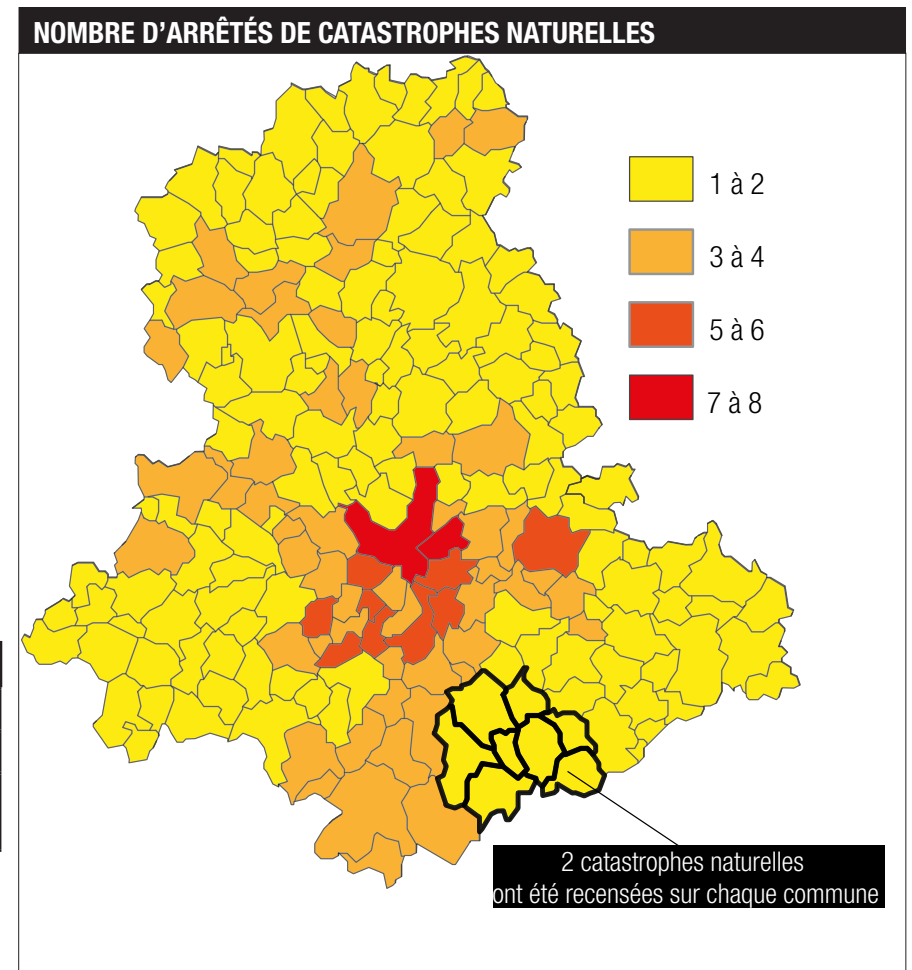 NOMBRE D'ARRÊTÉS DE CATASTROPHES NATURELLES
1 à 2
3 à 4
5 à 6
7 à 8
2 catastrophes naturelles
ont été recensées sur chaque commune